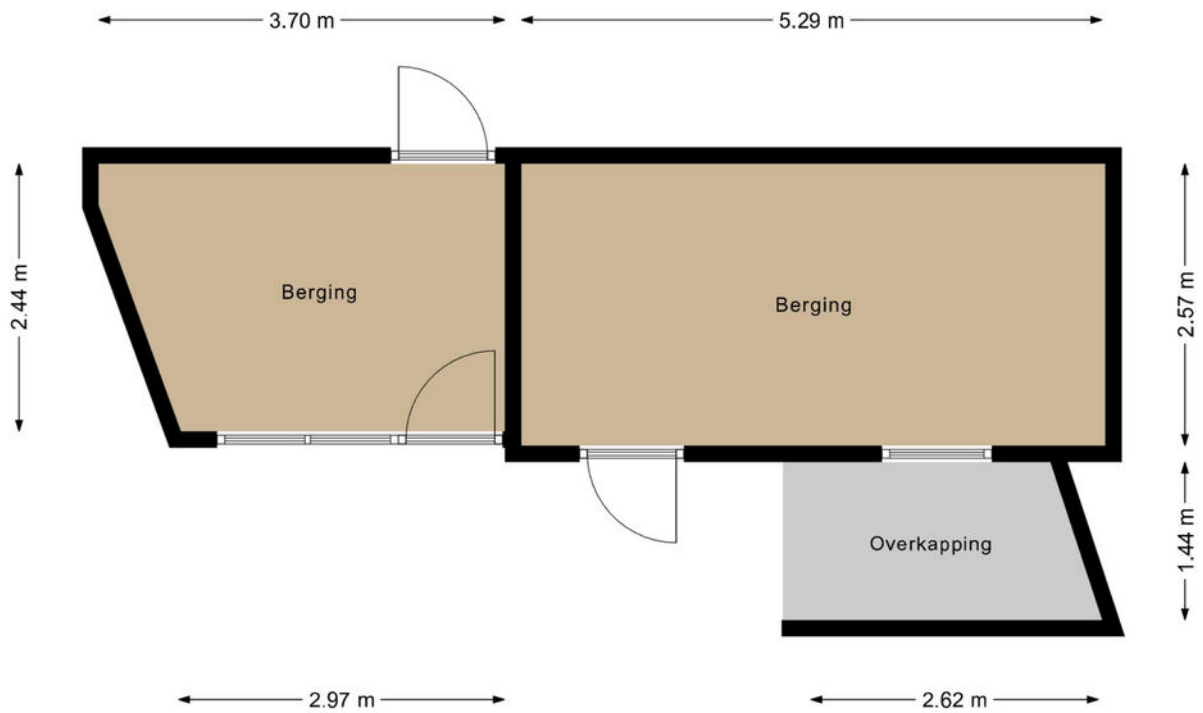 3.70 m
5.29 m
2.44 m
Berging
Berging
2.57 m
Overkapping
1.44 m
2.97 m
2.62 m